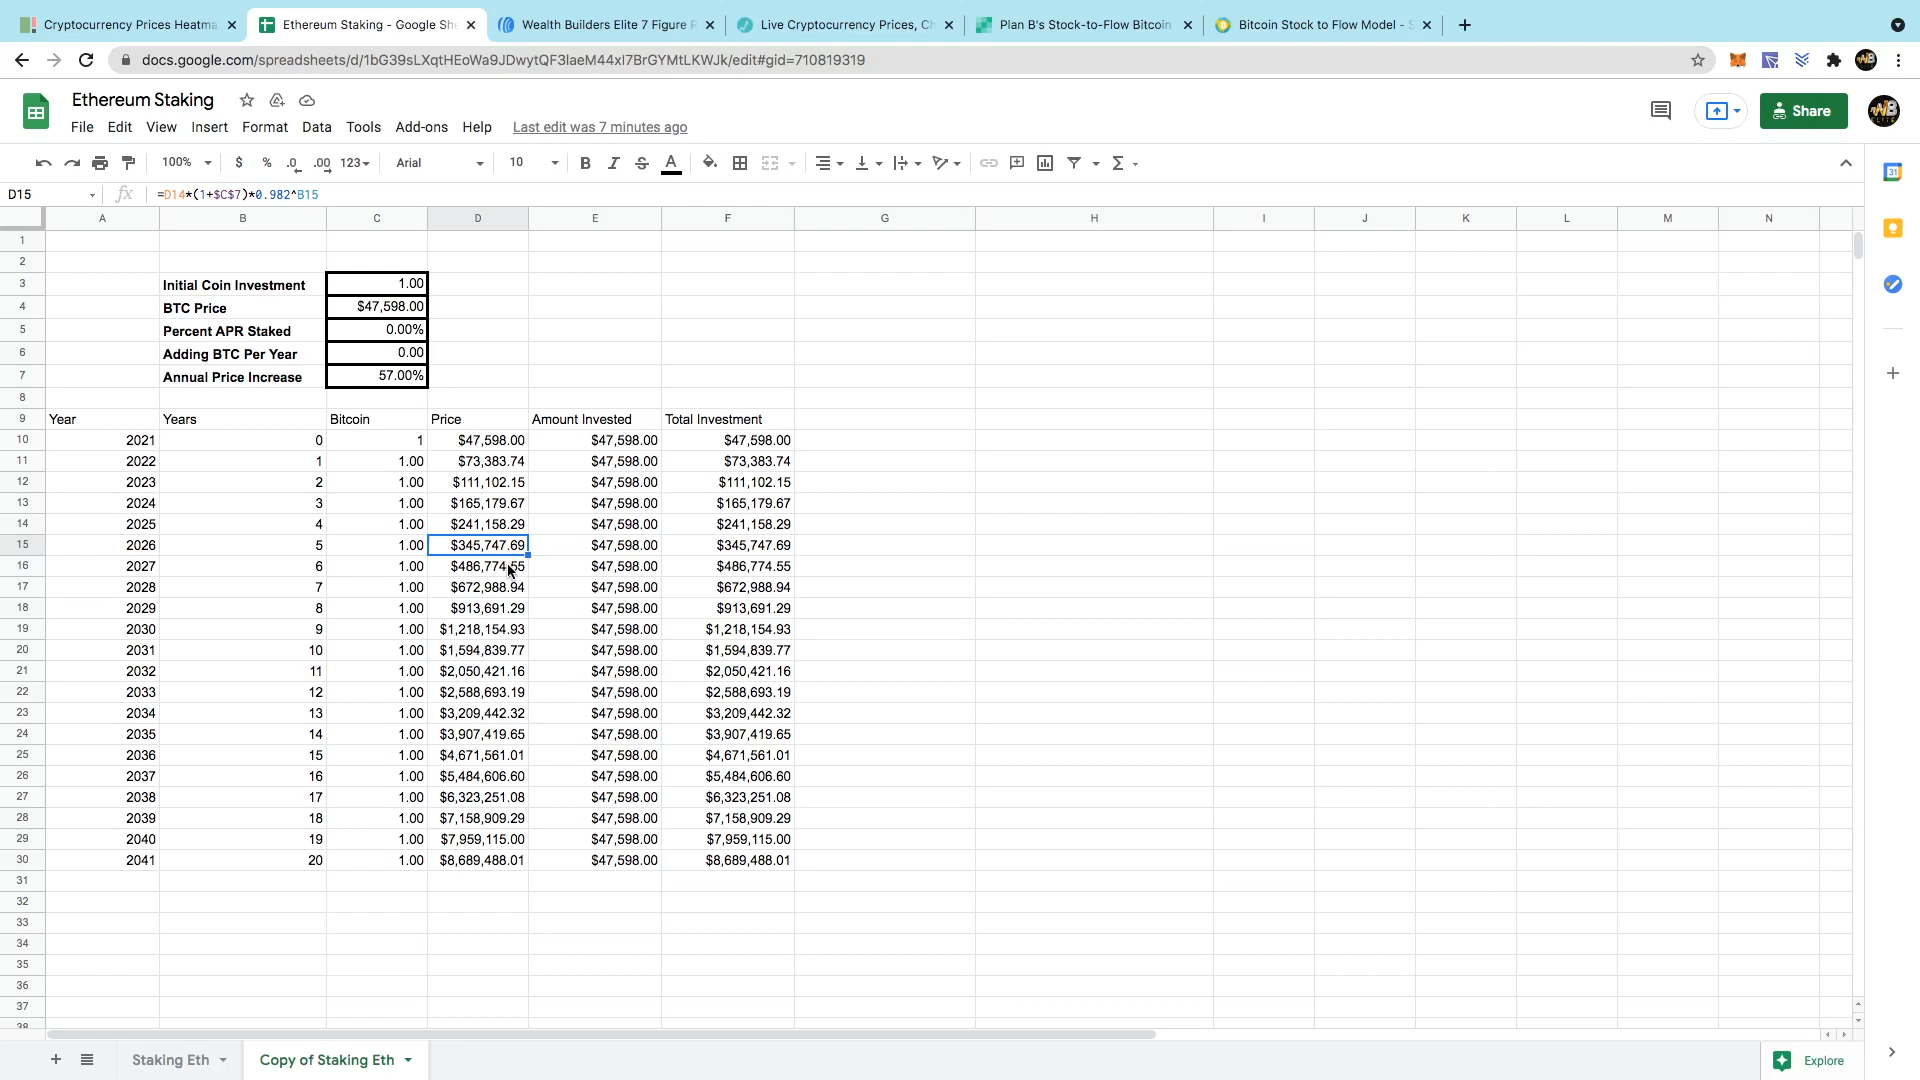 Cryptocurrency Prices Heatma
Ethereum Staking - Google She
Wealth Builders Elite 7 Figure F
Live Cryptocurrency Prices, Ch
Plan B's Stock-to-Flow Bitcoin
Bitcoin Stock to Flow Model - S
docs.google.com/spreadsheets/d/1bG39sLXqtHEoWa9JDwytQF3laeM44xI7BrGYMtLKWJk/edit#gid=710819319
Ethereum Staking
File Edit View Insert Format Data Tools Add-ons Help Last edit was 7 minutes ago
Share
100% $ % .0 .00 123 Arial 10 B I S A
31
D15 fx =D14*(1+$C$7)*0.982^B15
A B C D E F G H I J K L M N
1
2
3 Initial Coin Investment 1.00
4 BTC Price $47,598.00
5 Percent APR Staked 0.00%
6 Adding BTC Per Year 0.00
7 Annual Price Increase 57.00%
8
9 Year Years Bitcoin Price Amount Invested Total Investment
10 2021 0 1 $47,598.00 $47,598.00 $47,598.00
11 2022 1 1.00 $73,383.74 $47,598.00 $73,383.74
12 2023 2 1.00 $111,102.15 $47,598.00 $111,102.15
13 2024 3 1.00 $165,179.67 $47,598.00 $165,179.67
14 2025 4 1.00 $241,158.29 $47,598.00 $241,158.29
15 2026 5 1.00 $345,747.69 $47,598.00 $345,747.69
16 2027 6 1.00 $486,774.55 $47,598.00 $486,774.55
17 2028 7 1.00 $672,988.94 $47,598.00 $672,988.94
18 2029 8 1.00 $913,691.29 $47,598.00 $913,691.29
19 2030 9 1.00 $1,218,154.93 $47,598.00 $1,218,154.93
20 2031 10 1.00 $1,594,839.77 $47,598.00 $1,594,839.77
21 2032 11 1.00 $2,050,421.16 $47,598.00 $2,050,421.16
22 2033 12 1.00 $2,588,693.19 $47,598.00 $2,588,693.19
23 2034 13 1.00 $3,209,442.32 $47,598.00 $3,209,442.32
24 2035 14 1.00 $3,907,419.65 $47,598.00 $3,907,419.65
25 2036 15 1.00 $4,671,561.01 $47,598.00 $4,671,561.01
26 2037 16 1.00 $5,484,606.60 $47,598.00 $5,484,606.60
27 2038 17 1.00 $6,323,251.08 $47,598.00 $6,323,251.08
28 2039 18 1.00 $7,158,909.29 $47,598.00 $7,158,909.29
29 2040 19 1.00 $7,959,115.00 $47,598.00 $7,959,115.00
30 2041 20 1.00 $8,689,488.01 $47,598.00 $8,689,488.01
31
32
33
34
35
36
37
38
Staking Eth Copy of Staking Eth Explore